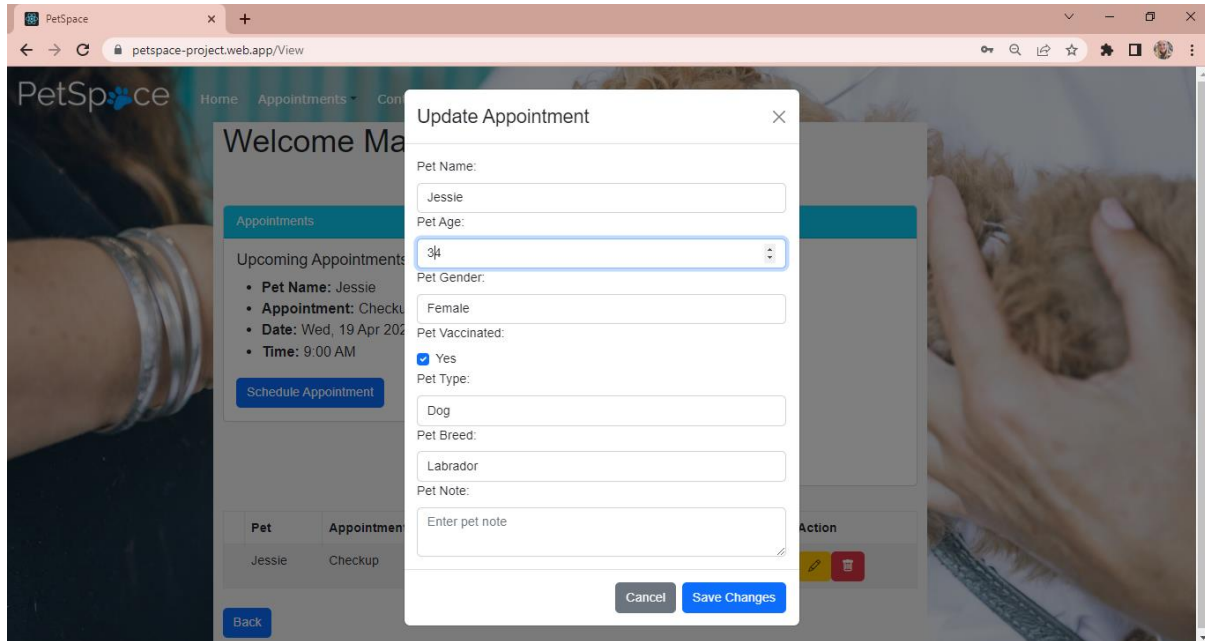 PetSpace
petspace-project.web.app/View
PetSp ce
Home Appointments Con
Welcome Ma
Appointments
Upcoming Appointments
Pet Name: Jessie
Appointment: Checku
Date: Wed, 19 Apr 202
Time: 9:00 AM
Schedule Appointment
Update Appointment
Pet Name:
Jessie
Pet Age:
34
Pet Gender:
Female
Pet Vaccinated:
Yes
Pet Type:
Dog
Pet Breed:
Labrador
Pet Note:
Enter pet note
Cancel Save Changes
Pet Appointmen Action
Jessie Checkup
Back